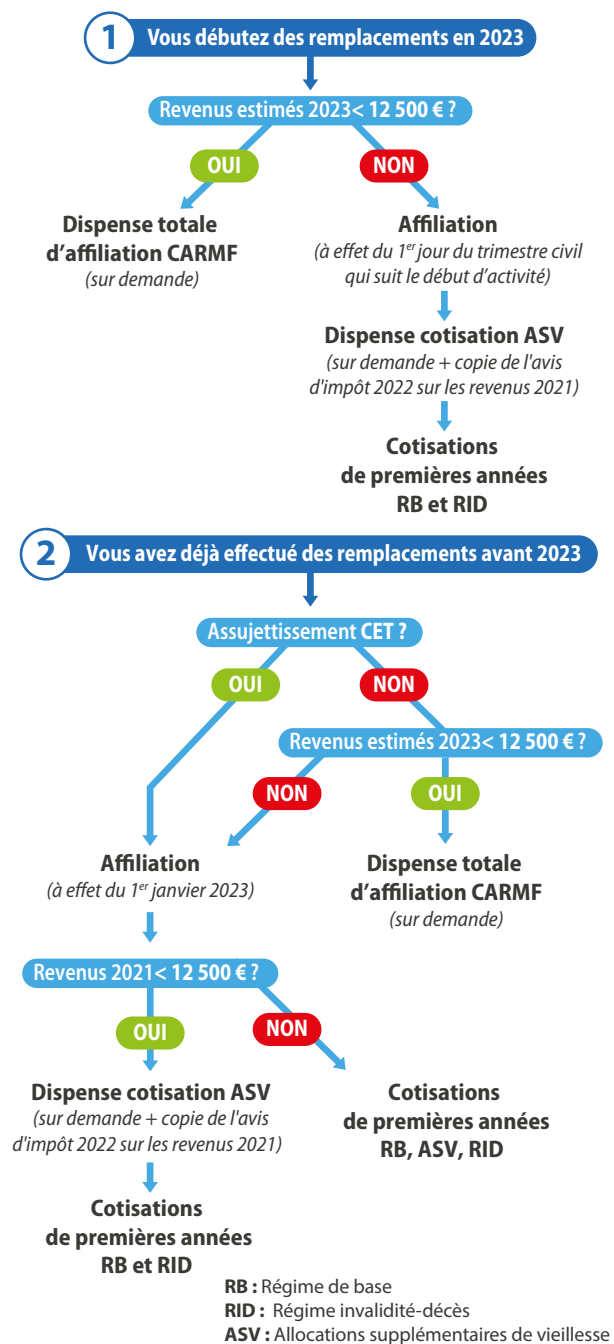 1 Vous débutez des remplacements en 2023
Revenus estimés 2023< 12 500 € ?
OUI
NON
Dispense totale
d'affiliation CARMF
(sur demande)
Affiliation
(à effet du 1er jour du trimestre civil
qui suit le début d'activité)
Dispense cotisation ASV
(sur demande + copie de l'avis
d'impôt 2022 sur les revenus 2021)
Cotisations
de premières années
RB et RID
2 Vous avez déjà effectué des remplacements avant 2023
Assujettissement CET ?
OUI
NON
Revenus estimés 2023< 12 500 € ?
NON
OUI
Affiliation
(à effet du 1er janvier 2023)
Dispense totale
d'affiliation CARMF
(sur demande)
Revenus 2021< 12 500 € ?
OUI
NON
Dispense cotisation ASV
(sur demande + copie de l'avis
d'impôt 2022 sur les revenus 2021)
Cotisations
de premières années
RB, ASV, RID
Cotisations
de premières années
RB et RID
RB : Régime de base
RID : Régime invalidité-décès
ASV : Allocations supplémentaires de vieillesse